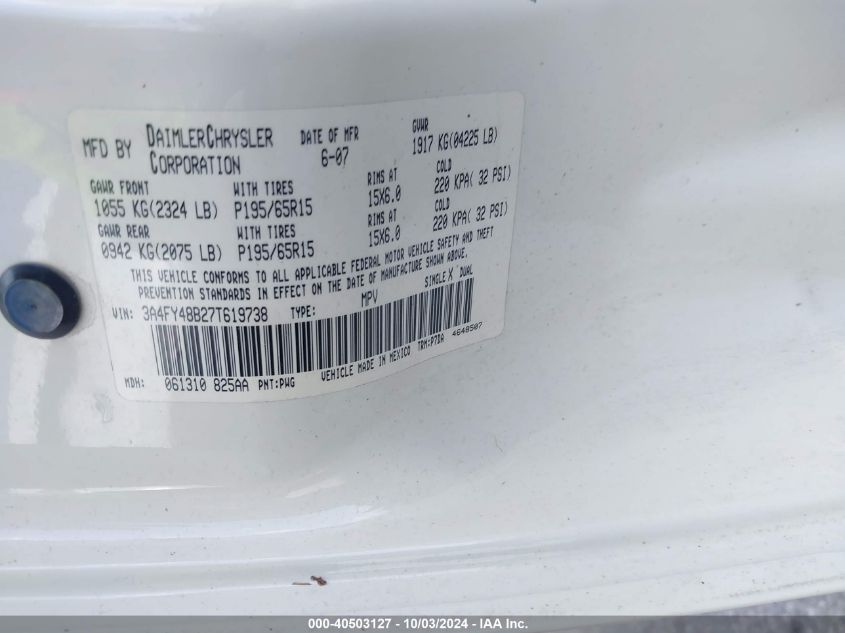 MFD BY DAIMLERCHRYSLER CORPORATION
DATE OF MFR 6-07
GVWR 1917 KG(04225 LB)
GAWR FRONT WITH TIRES RIMS AT COLD
1055 KG(2324 LB) P195/65R15 15X6.0 220 KPA( 32 PSI)
GAWR REAR WITH TIRES RIMS AT COLD
0942 KG(2075 LB) P195/65R15 15X6.0 220 KPA( 32 PSI)
THIS VEHICLE CONFORMS TO ALL APPLICABLE FEDERAL MOTOR VEHICLE SAFETY AND THEFT
PREVENTION STANDARDS IN EFFECT ON THE DATE OF MANUFACTURE SHOWN ABOVE.
VIN: 3A4FY48B27T619738 TYPE: MPV SINGLE X DUAL
MDH: 061310 825AA PNT:PWG VEHICLE MADE IN MEXICO TRM:P7DA 4648507
000-40503127 - 10/03/2024 - IAA Inc.